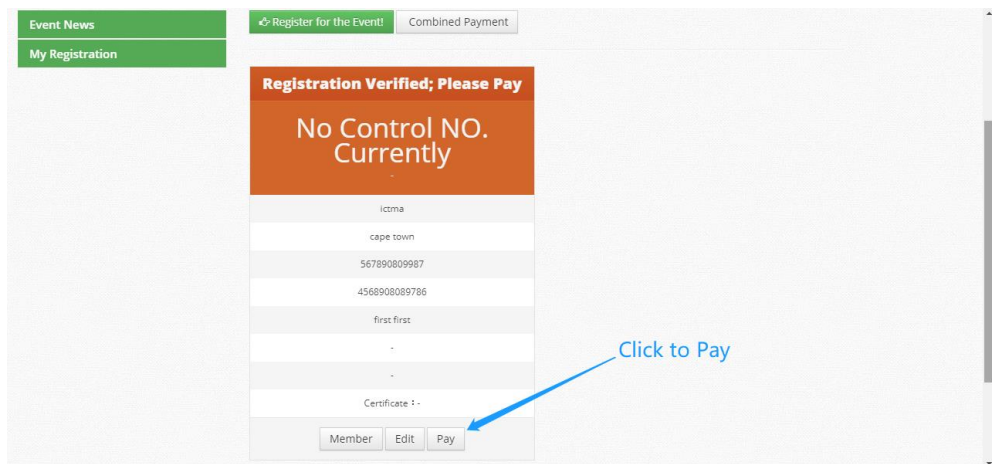 Event News
My Registration
Register for the Event!
Combined Payment
Registration Verified; Please Pay
No Control NO.
Currently
-
ictma
cape town
567890809987
4568908089786
first first
-
-
Certificate：-
Click to Pay
Member
Edit
Pay